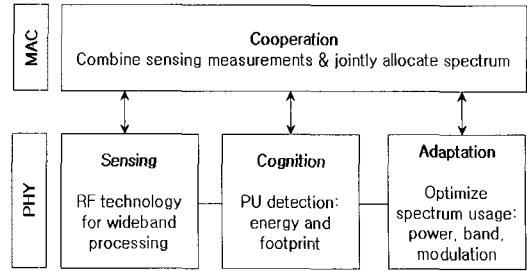 MAC
Cooperation
Combine sensing measurements & jointly allocate spectrum
PHY
Sensing
RF technology
for wideband
processing
Cognition
PU detection:
energy and
footprint
Adaptation
Optimize
spectrum usage:
power, band,
modulation